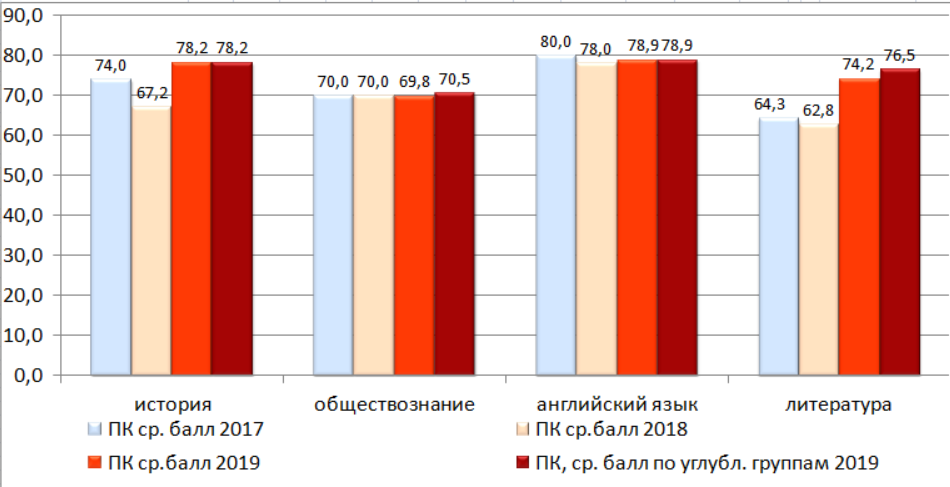 90,0
80,0
70,0
60,0
50,0
40,0
30,0
20,0
10,0
0,0
74,0 67,2 78,2 78,2
70,0 70,0 69,8 70,5
80,0 78,0 78,9 78,9
64,3 62,8 74,2 76,5
история обществознание английский язык литература
ПК ср. балл 2017 ПК ср.балл 2018
ПК ср.балл 2019 ПК, ср. балл по углубл. группам 2019